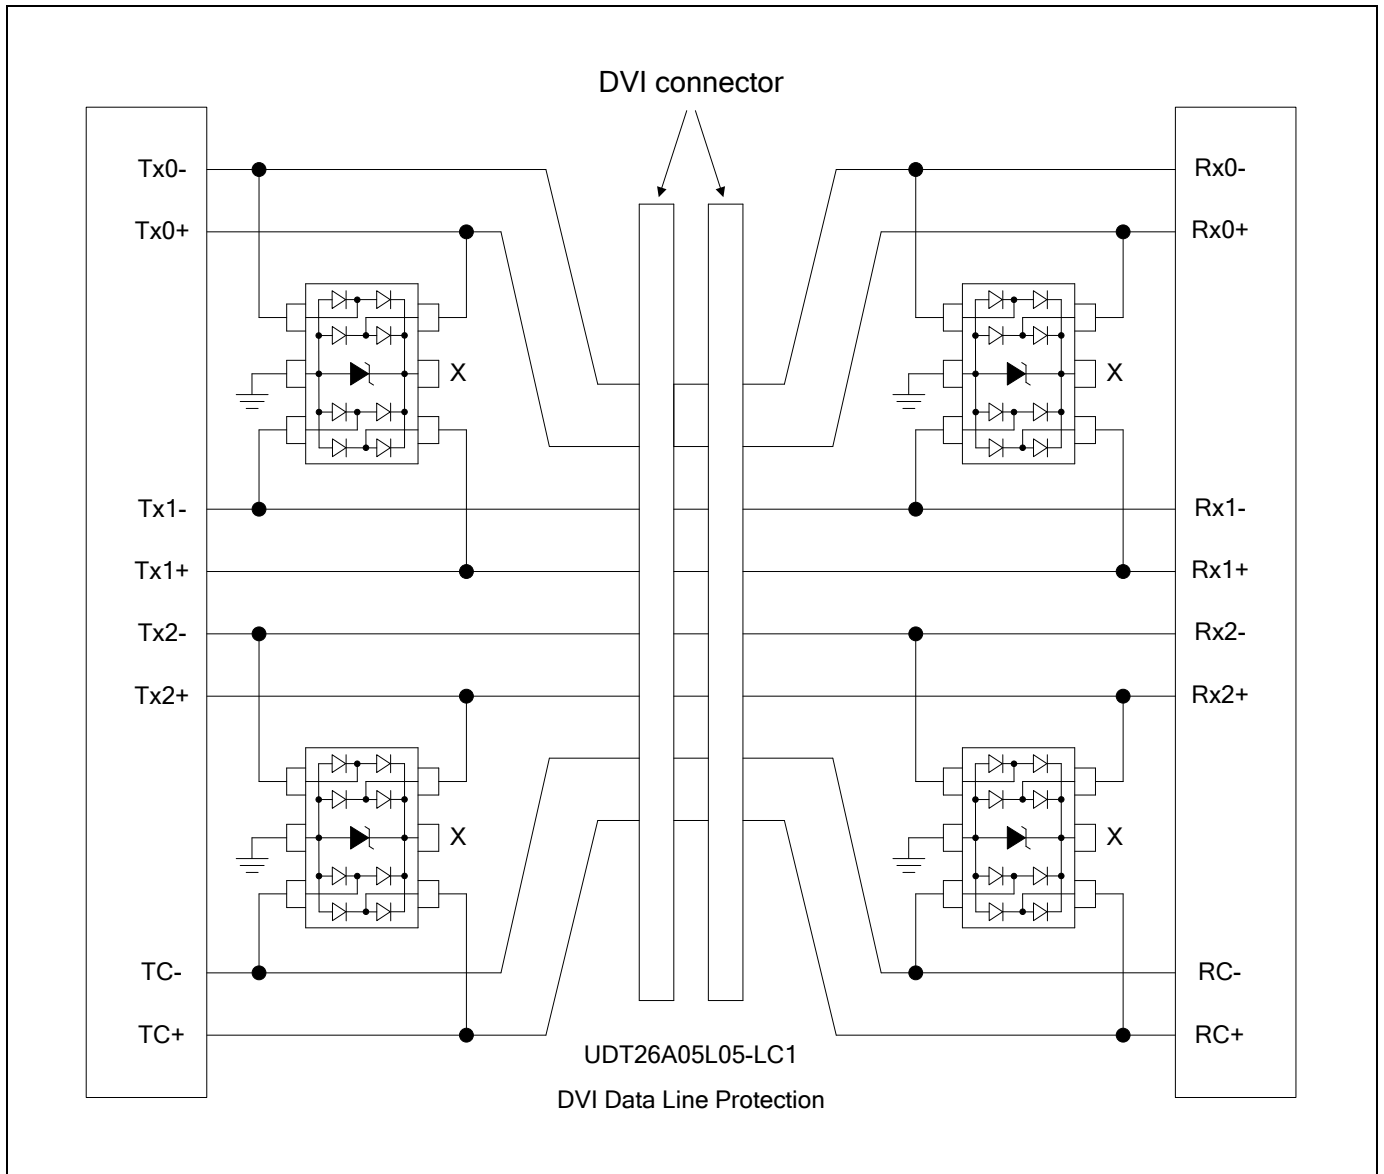 DVI connector
Tx0-
Rx0-
Tx0+
Rx0+
X
X
Tx1-
Rx1-
Tx1+
Rx1+
Tx2-
Rx2-
Tx2+
Rx2+
X
X
TC-
RC-
TC+
RC+
UDT26A05L05-LC1
DVI Data Line Protection